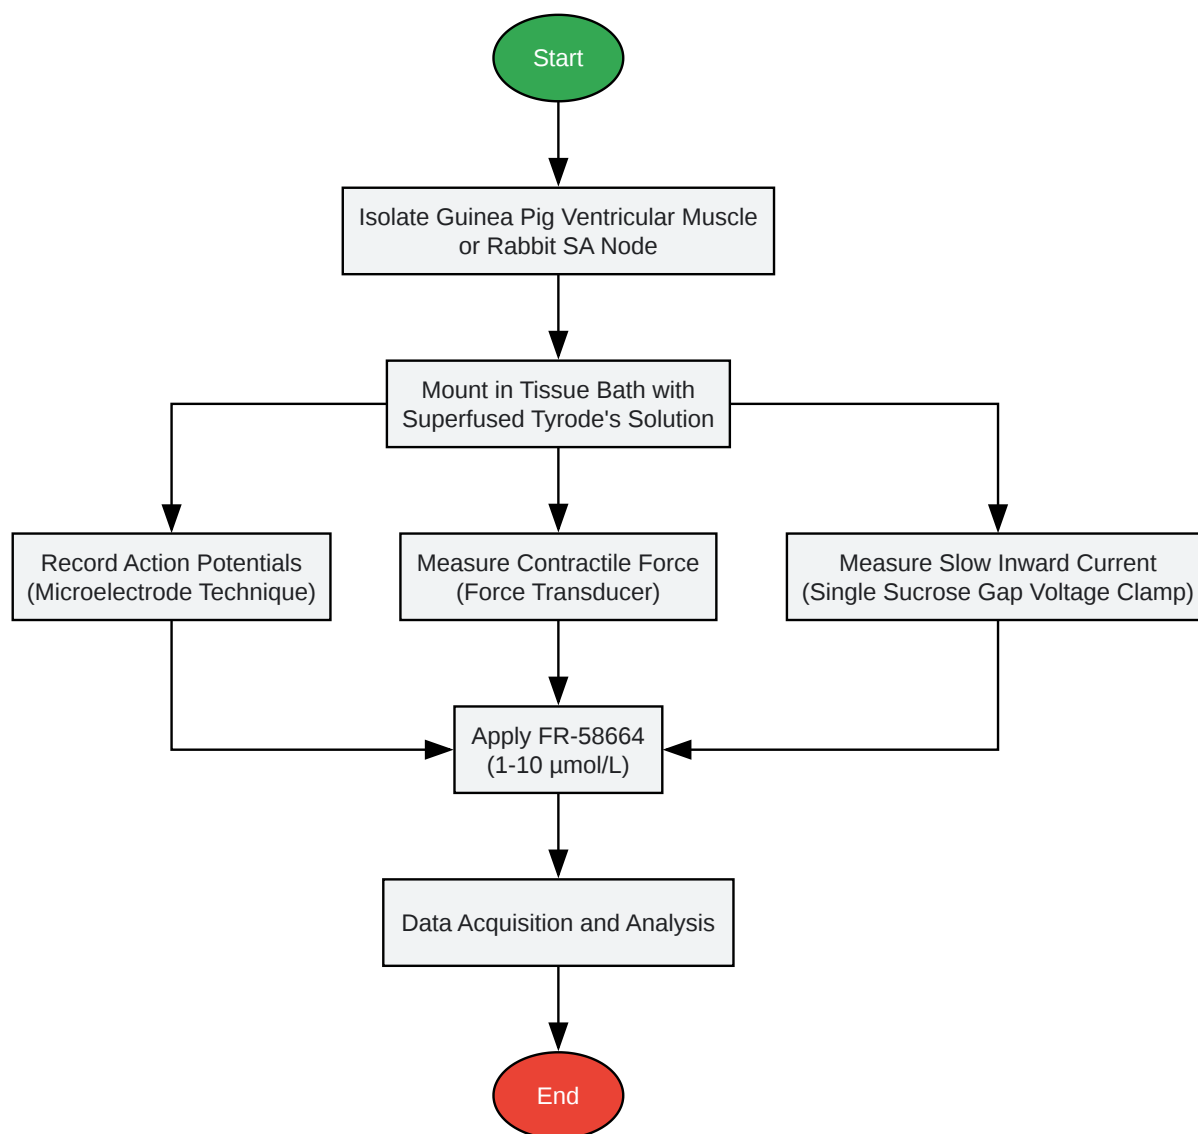 Start
Isolate Guinea Pig Ventricular Muscle
or Rabbit SA Node
Mount in Tissue Bath with
Superfused Tyrode's Solution
Record Action Potentials
(Microelectrode Technique)
Measure Contractile Force
(Force Transducer)
Measure Slow Inward Current
(Single Sucrose Gap Voltage Clamp)
Apply FR-58664
(1-10 µmol/L)
Data Acquisition and Analysis
End